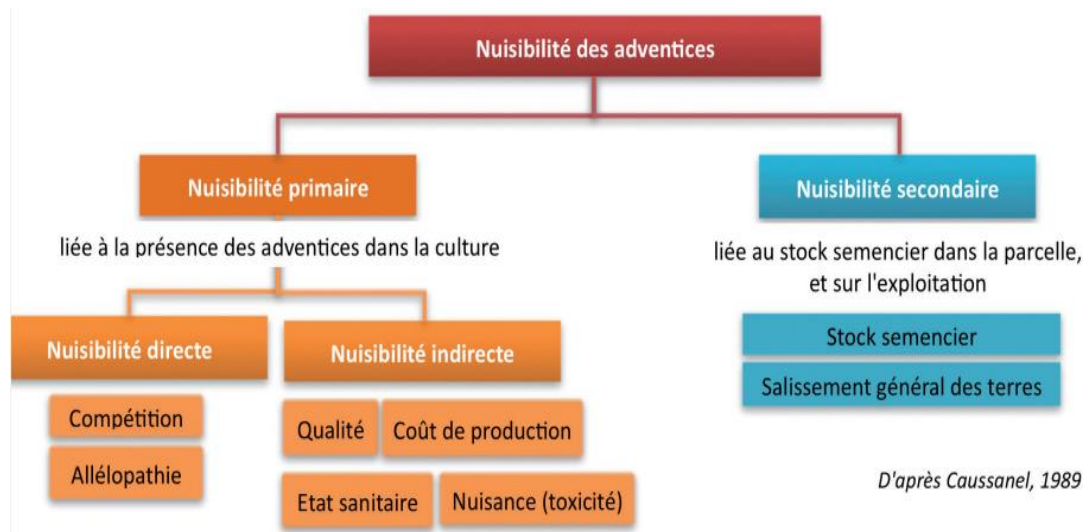 Nuisibilité des adventices
Nuisibilité primaire
Nuisibilité secondaire
liée à la présence des adventices dans la culture
liée au stock semencier dans la parcelle,
et sur l'exploitation
Nuisibilité directe
Nuisibilité indirecte
Compétition
Allélopathie
Qualité
Coût de production
Etat sanitaire
Nuisance (toxicité)
Stock semencier
Salissement général des terres
D'après Caussanel, 1989